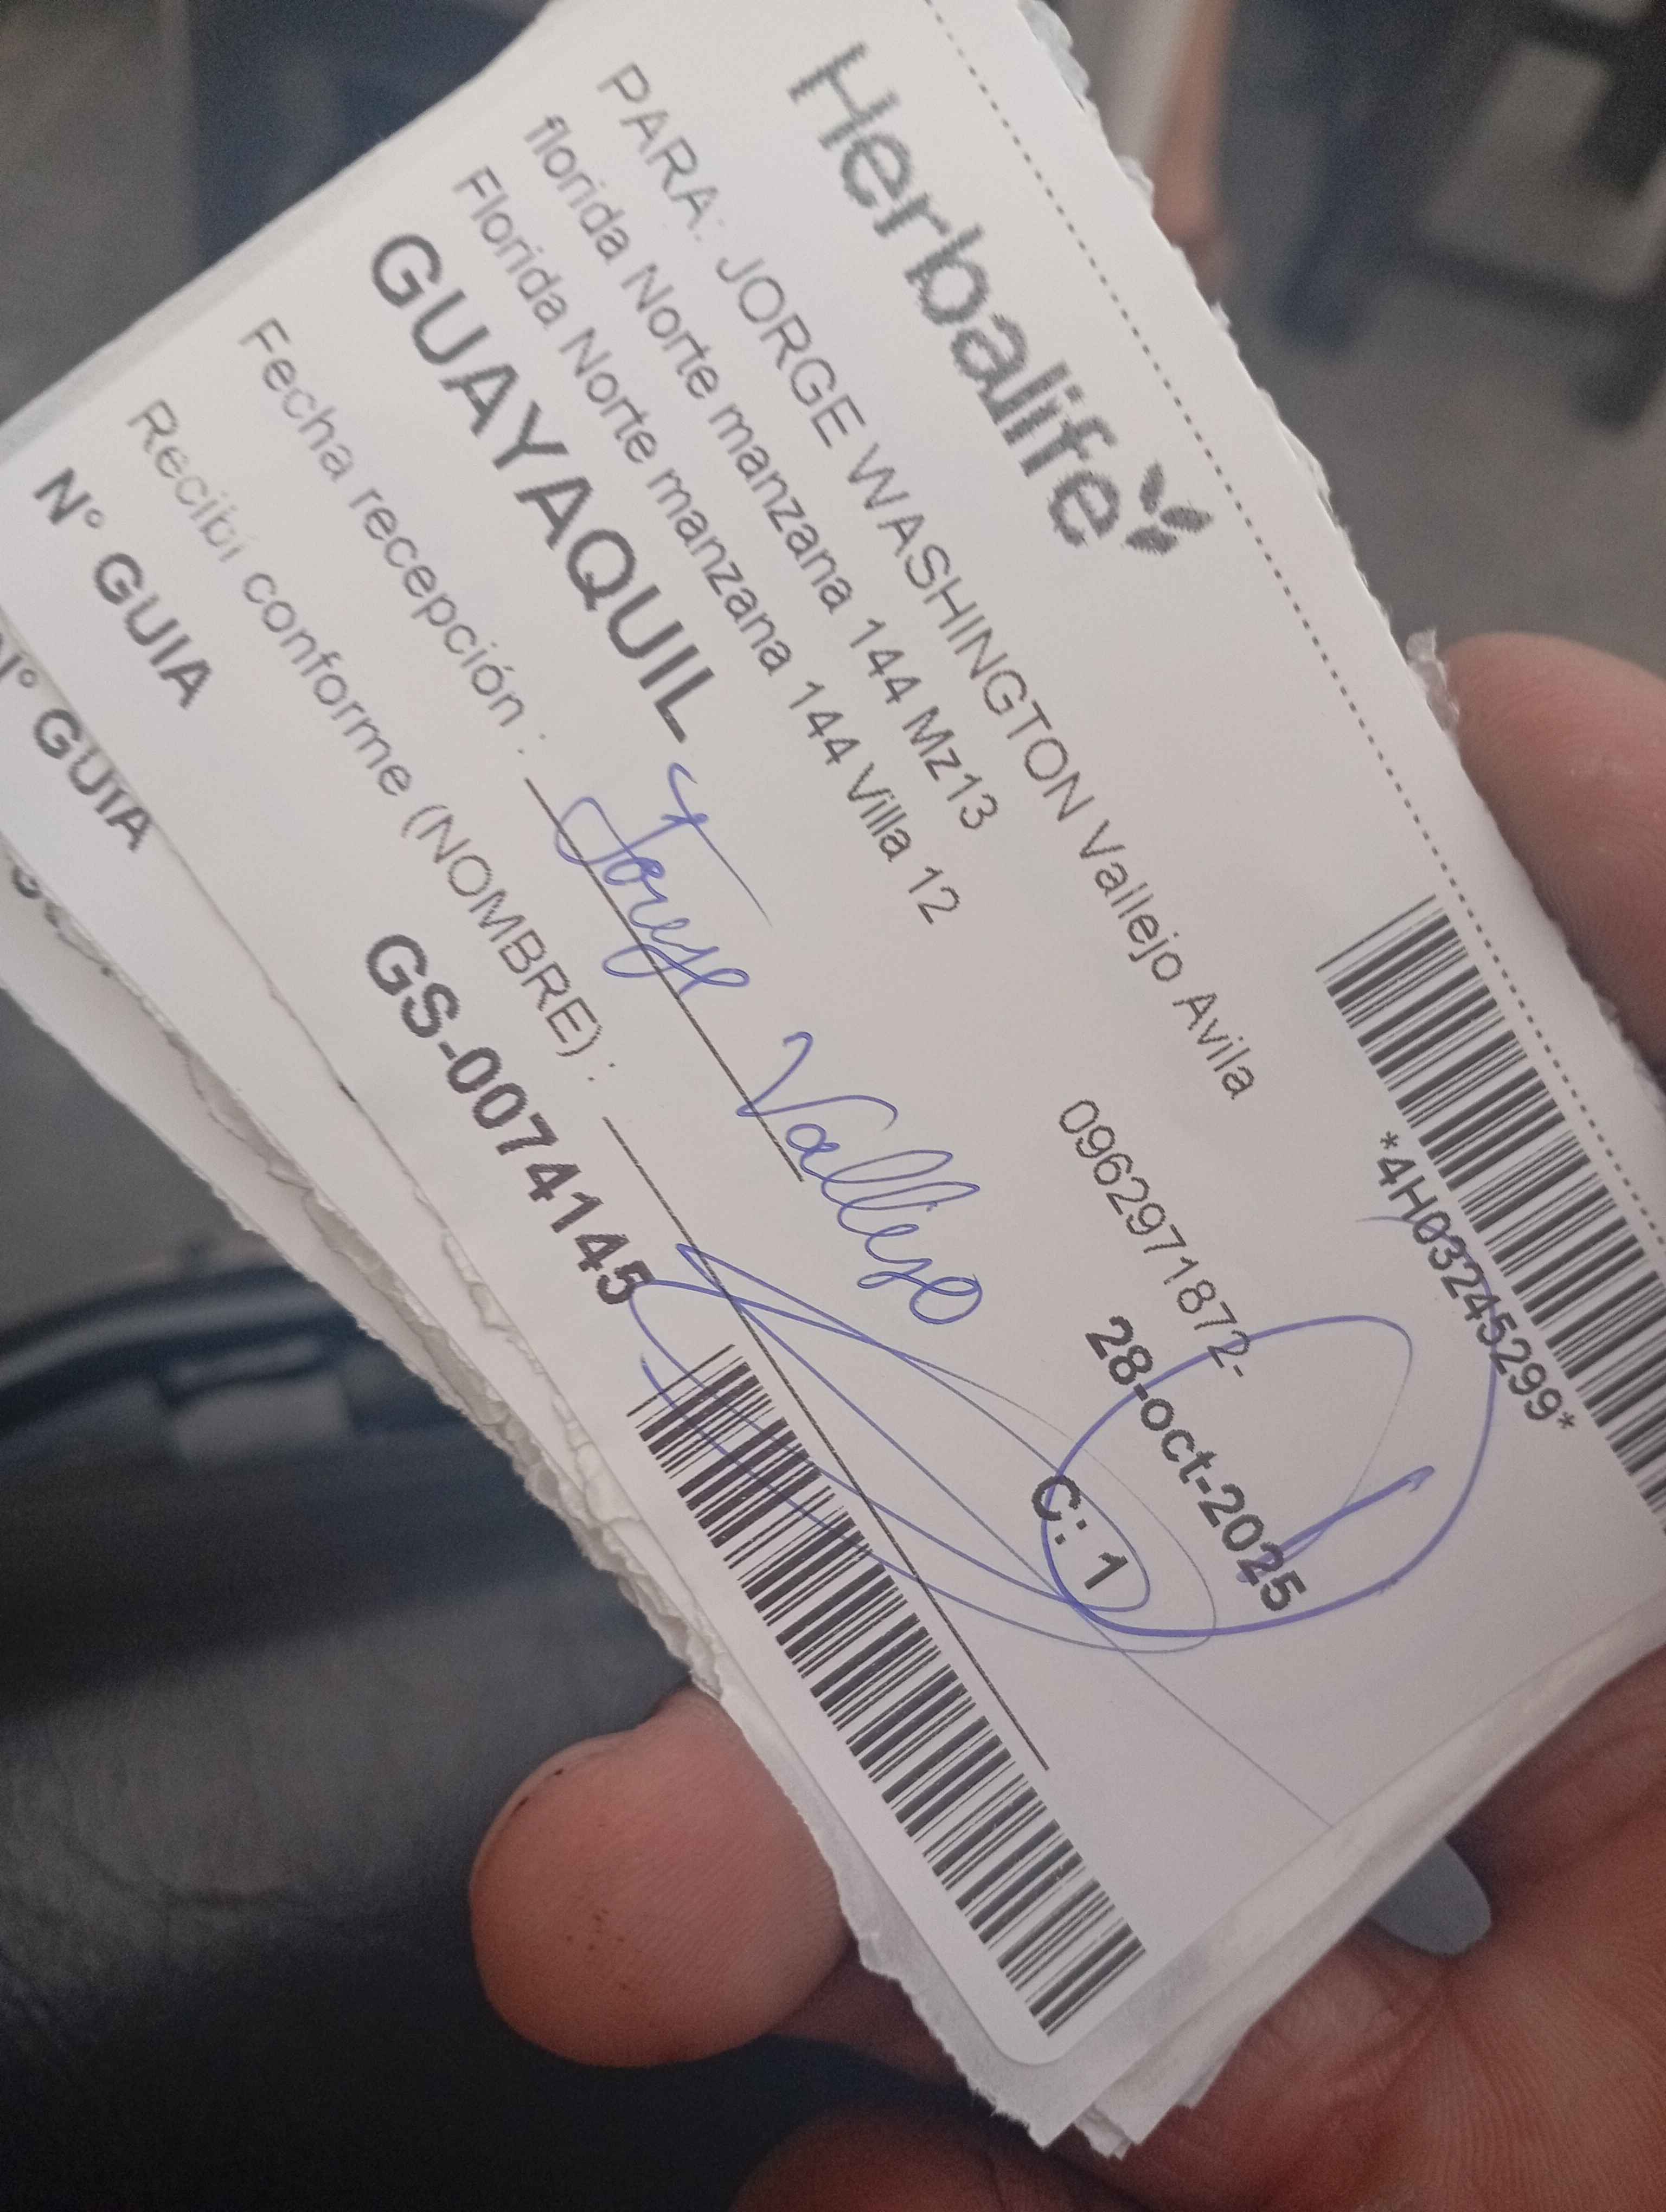 Herbalife
*4H03245299*
PARA: JORGE WASHINGTON Vallejo Avila
florida Norte manzana 144 Mz13
0962971872-
Florida Norte manzana 144 Villa 12
GUAYAQUIL
28-oct-2025
Fecha recepción :
Jorge Vallejo
C: 1
Recibí conforme (NOMBRE) :
N° GUIA
GS-0074145
N° GUIA